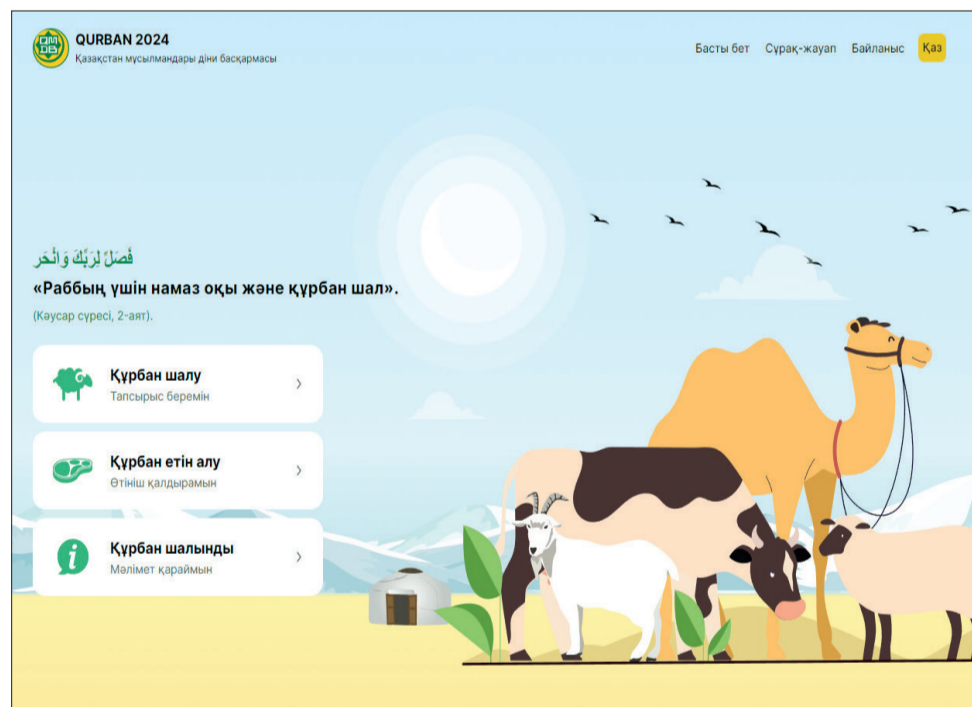 QMDB
QURBAN 2024
Қазақстан мұсылмандары діни басқармасы
Басты бет Сұрақ-жауап Байланыс Қаз
فَصَلِّ لِرَبِّكَ وَانْحَر
«Раббың үшін намаз оқы және құрбан шал».
(Кәусар сүресі, 2-аят).
Құрбан шалу
Тапсырыс беремін
Құрбан етін алу
Өтініш қалдырамын
Құрбан шалынды
Мәлімет қараймын